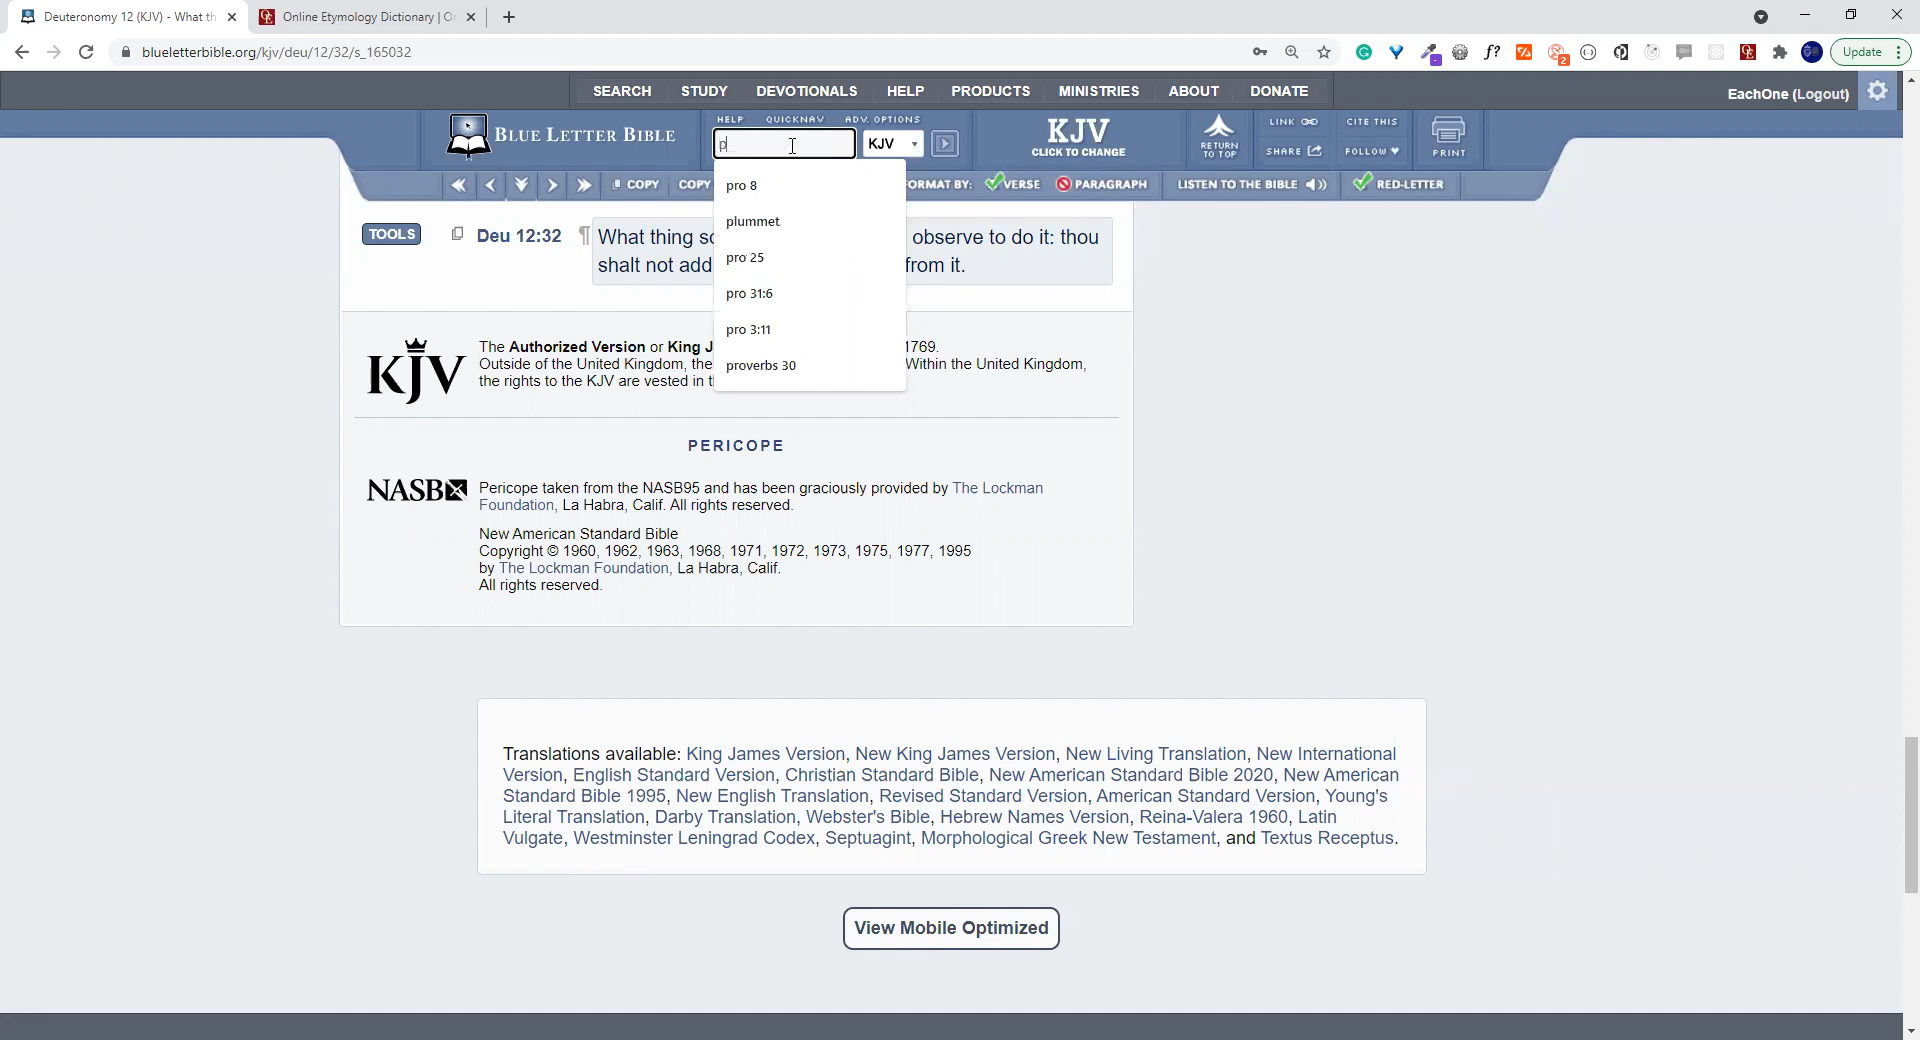 Deuteronomy 12 (KJV) - What th
Online Etymology Dictionary | O
blueletterbible.org/kjv/deu/12/32/s_165032
Update
SEARCH STUDY DEVOTIONALS HELP PRODUCTS MINISTRIES ABOUT DONATE
EachOne (Logout)
BLUE LETTER BIBLE
HELP QUICKNAV ADV. OPTIONS
p
KJV
KJV
CLICK TO CHANGE
RETURN
TO TOP
LINK
CITE THIS
SHARE
FOLLOW
PRINT
COPY COPY
ORMAT BY: VERSE PARAGRAPH LISTEN TO THE BIBLE RED-LETTER
pro 8
plummet
pro 25
pro 31:6
pro 3:11
proverbs 30
TOOLS Deu 12:32 ¶ What thing so observe to do it: thou
shalt not add from it.
KJV
The Authorized Version or King J 1769.
Outside of the United Kingdom, the Within the United Kingdom,
the rights to the KJV are vested in t
PERICOPE
NASB
Pericope taken from the NASB95 and has been graciously provided by The Lockman
Foundation, La Habra, Calif. All rights reserved.
New American Standard Bible
Copyright © 1960, 1962, 1963, 1968, 1971, 1972, 1973, 1975, 1977, 1995
by The Lockman Foundation, La Habra, Calif.
All rights reserved.
Translations available: King James Version, New King James Version, New Living Translation, New International
Version, English Standard Version, Christian Standard Bible, New American Standard Bible 2020, New American
Standard Bible 1995, New English Translation, Revised Standard Version, American Standard Version, Young's
Literal Translation, Darby Translation, Webster's Bible, Hebrew Names Version, Reina-Valera 1960, Latin
Vulgate, Westminster Leningrad Codex, Septuagint, Morphological Greek New Testament, and Textus Receptus.
View Mobile Optimized